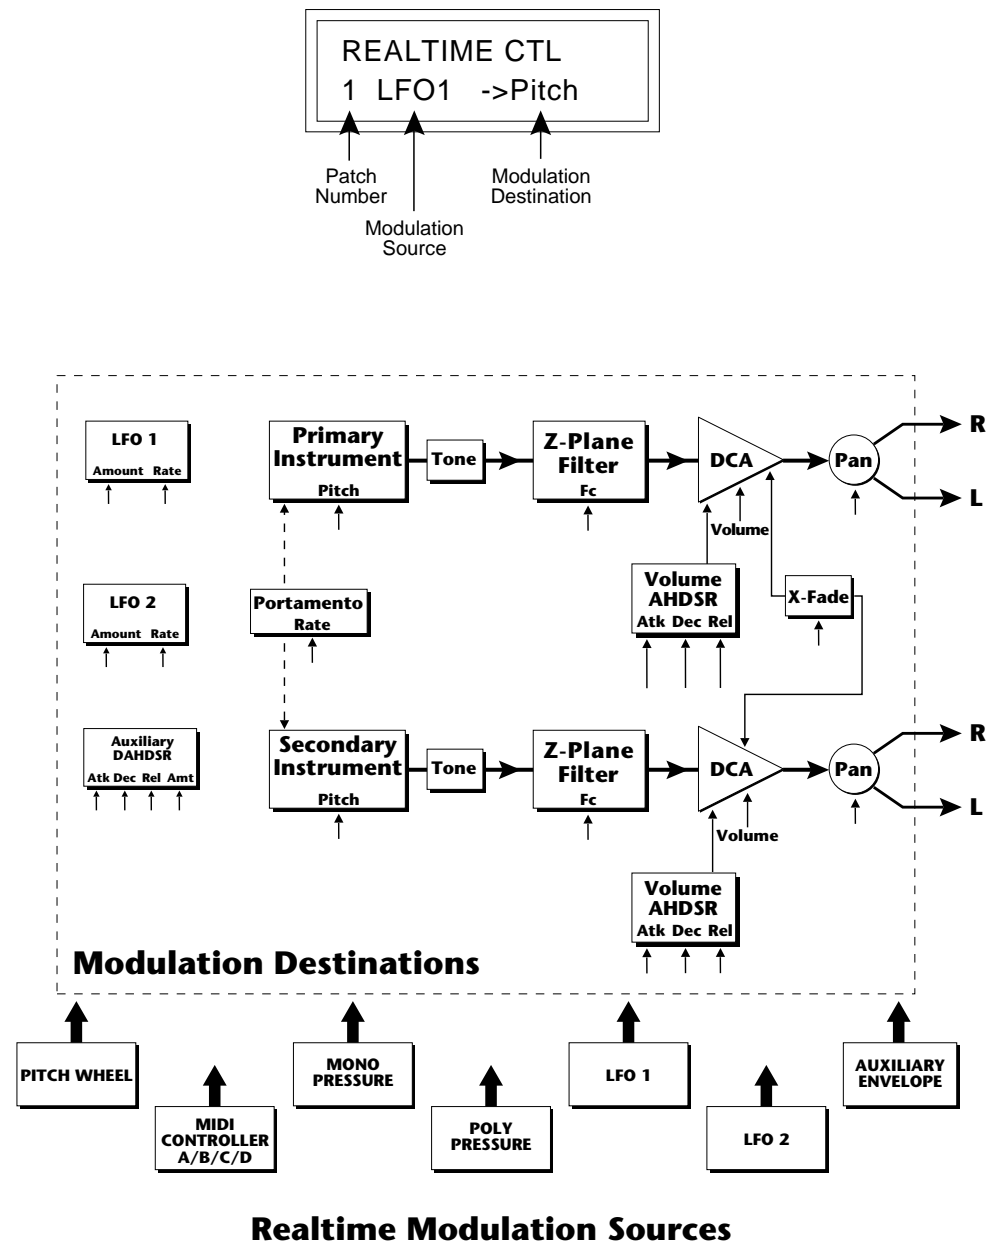 REALTIME CTL
1 LFO1 ->Pitch
Patch
Number
Modulation
Source
Modulation
Destination
LFO 1
Amount Rate
Primary
Instrument
Pitch
Tone
Z-Plane
Filter
Fc
DCA
Volume
Pan
R
L
LFO 2
Amount Rate
Portamento
Rate
Volume
AHDSR
Atk Dec Rel
X-Fade
Auxiliary
DAHDSR
Atk Dec Rel Amt
Secondary
Instrument
Pitch
Tone
Z-Plane
Filter
Fc
DCA
Volume
Pan
R
L
Volume
AHDSR
Atk Dec Rel
Modulation Destinations
PITCH WHEEL
MIDI
CONTROLLER
A/B/C/D
MONO
PRESSURE
POLY
PRESSURE
LFO 1
LFO 2
AUXILIARY
ENVELOPE
Realtime Modulation Sources